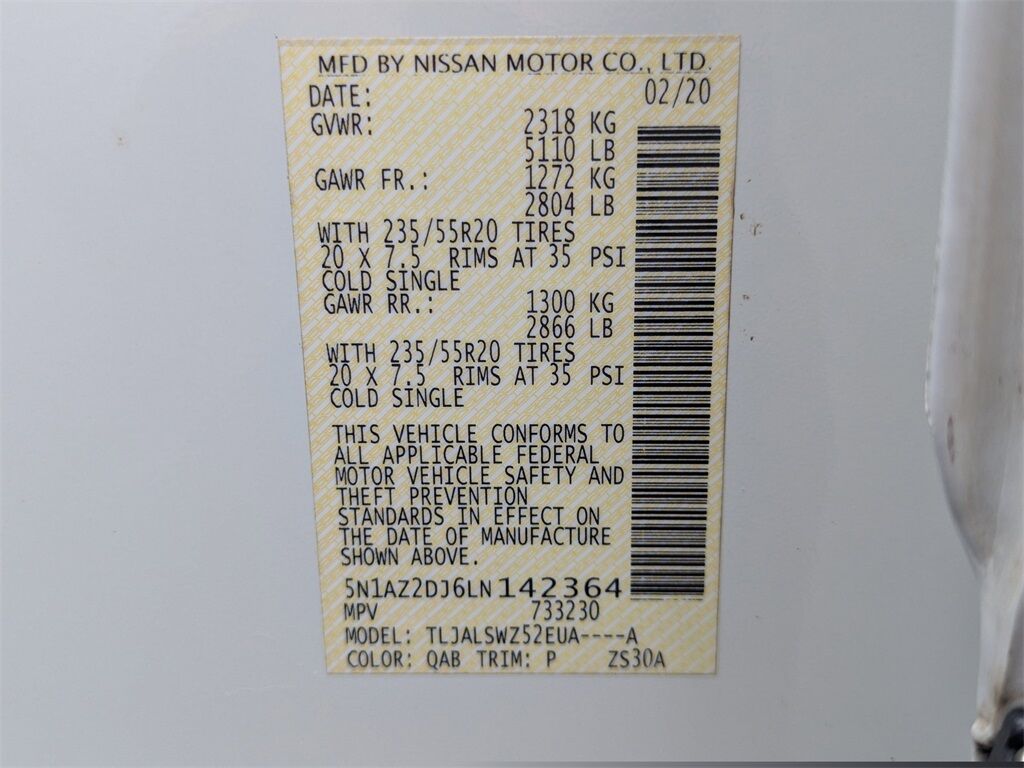 MFD BY NISSAN MOTOR CO., LTD.
DATE: 02/20
GVWR: 2318 KG
5110 LB
GAWR FR.: 1272 KG
2804 LB
WITH 235/55R20 TIRES
20 X 7.5 RIMS AT 35 PSI
COLD SINGLE
GAWR RR.: 1300 KG
2866 LB
WITH 235/55R20 TIRES
20 X 7.5 RIMS AT 35 PSI
COLD SINGLE
THIS VEHICLE CONFORMS TO
ALL APPLICABLE FEDERAL
MOTOR VEHICLE SAFETY AND
THEFT PREVENTION
STANDARDS IN EFFECT ON
THE DATE OF MANUFACTURE
SHOWN ABOVE.
5N1AZ2DJ6LN142364
MPV 733230
MODEL: TLJALSWZ52EUA----A
COLOR: QAB TRIM: P ZS30A